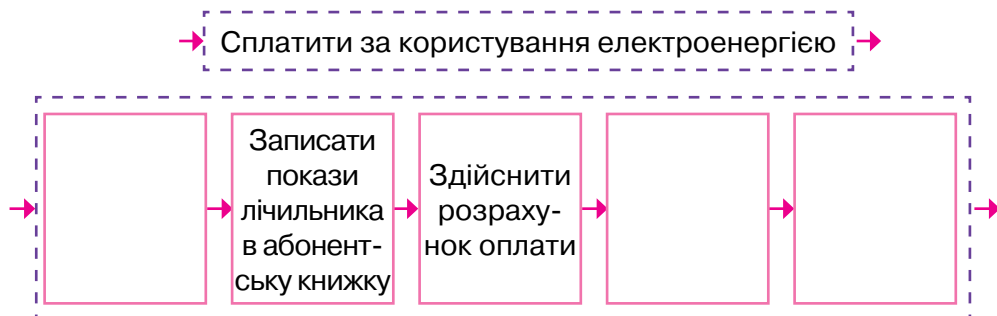 Сплатити за користування електроенергією
Записати
покази
лічильника
в абонент-
ську книжку
Здійснити
розраху-
нок оплати